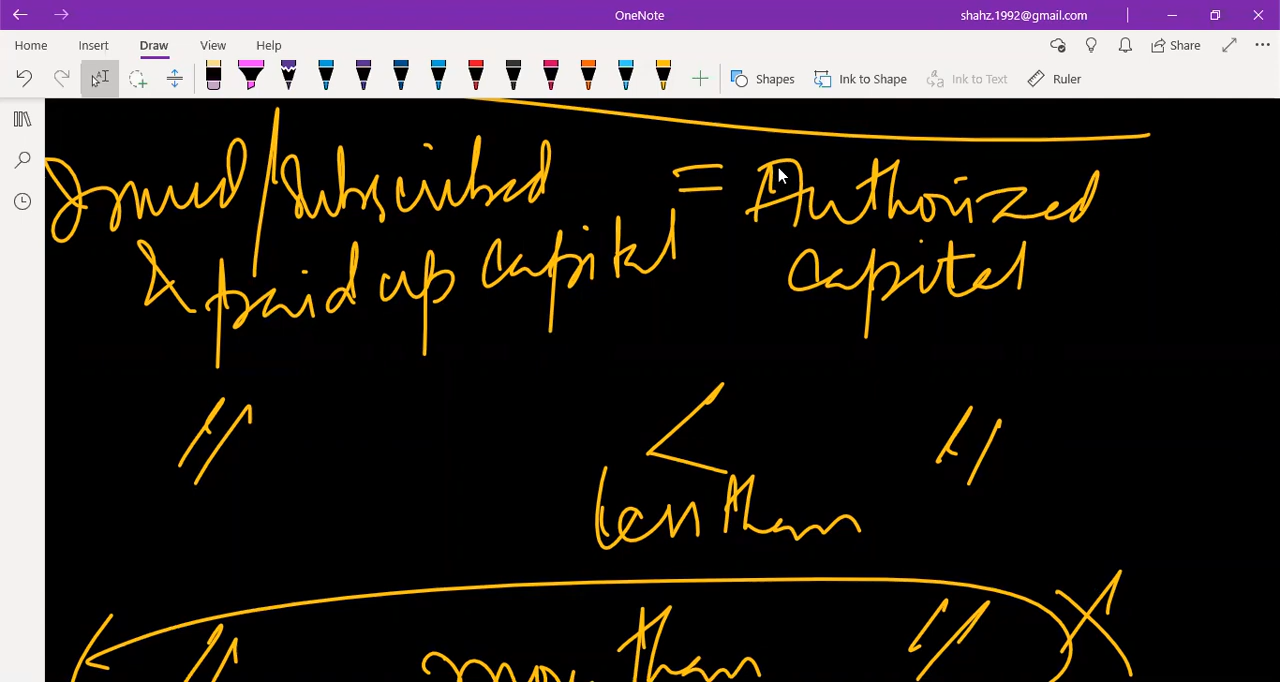 OneNote
shahz.1992@gmail.com
Home Insert Draw View Help Share
Shapes Ink to Shape Ink to Text Ruler
Issued/Subscribed = Authorized
& paid up capital capital
" < "
less than
" more than "